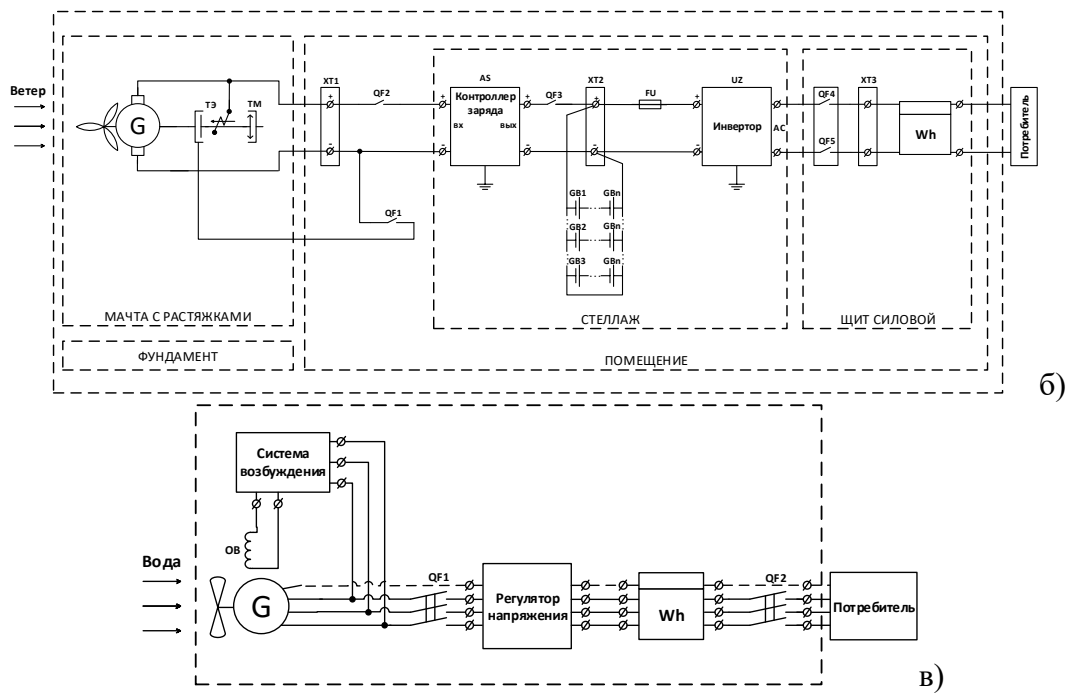 Ветер
G
ТЭ
ТМ
XT1
QF2
QF1
AS
Контроллер
заряда
вх
вых
QF3
XT2
FU
UZ
Инвертор
AC
QF4
QF5
XT3
Wh
Потребитель
+
-
+
-
+
-
+
-
+
-
GB1
GBn
GB2
GBn
GB3
GBn
МАЧТА С РАСТЯЖКАМИ
ФУНДАМЕНТ
СТЕЛЛАЖ
ЩИТ СИЛОВОЙ
ПОМЕЩЕНИЕ
б)
Система
возбуждения
ОВ
Вода
G
QF1
Регулятор
напряжения
Wh
QF2
Потребитель
в)